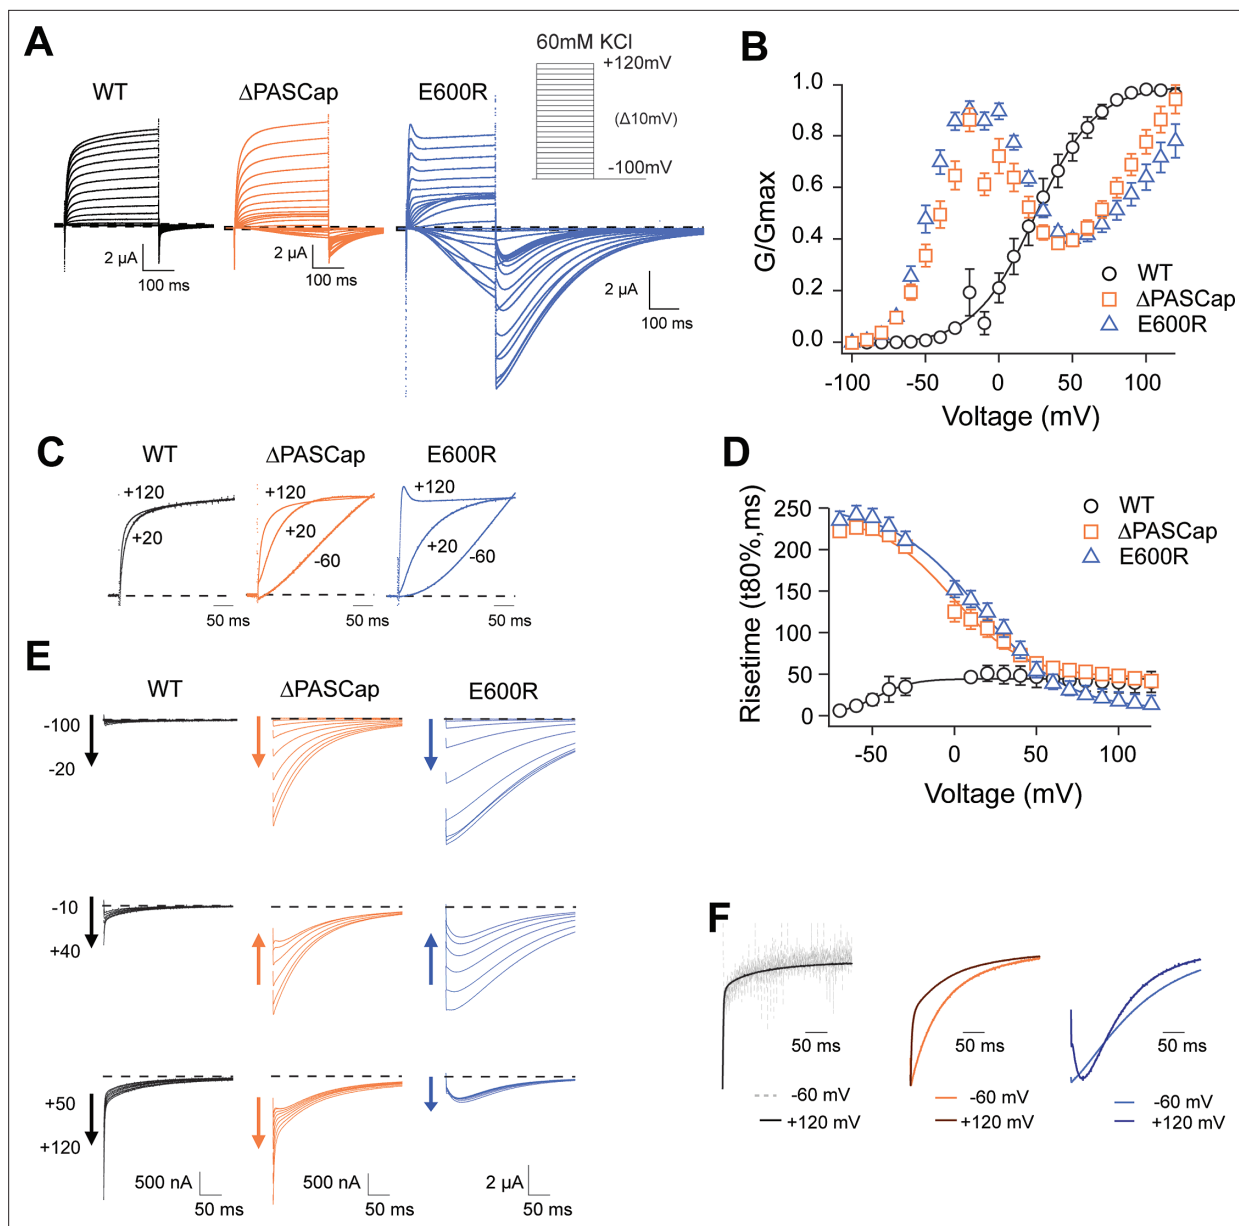 A
WT
ΔPASCap
E600R
60mM KCl
+120mV
(Δ10mV)
-100mV
2 µA
100 ms
2 µA
100 ms
2 µA
100 ms
B
G/Gmax
1.0
0.8
0.6
0.4
0.2
0.0
-100
-50
0
50
100
Voltage (mV)
WT
ΔPASCap
E600R
C
WT
ΔPASCap
E600R
+120
+20
50 ms
+120
+20
-60
50 ms
+120
+20
-60
50 ms
D
Risetime (t80%,ms)
250
200
150
100
50
0
-50
0
50
100
Voltage (mV)
WT
ΔPASCap
E600R
E
WT
ΔPASCap
E600R
-100
-20
-10
+40
+50
+120
500 nA
50 ms
500 nA
50 ms
2 µA
50 ms
F
50 ms
50 ms
50 ms
-60 mV
+120 mV
-60 mV
+120 mV
-60 mV
+120 mV